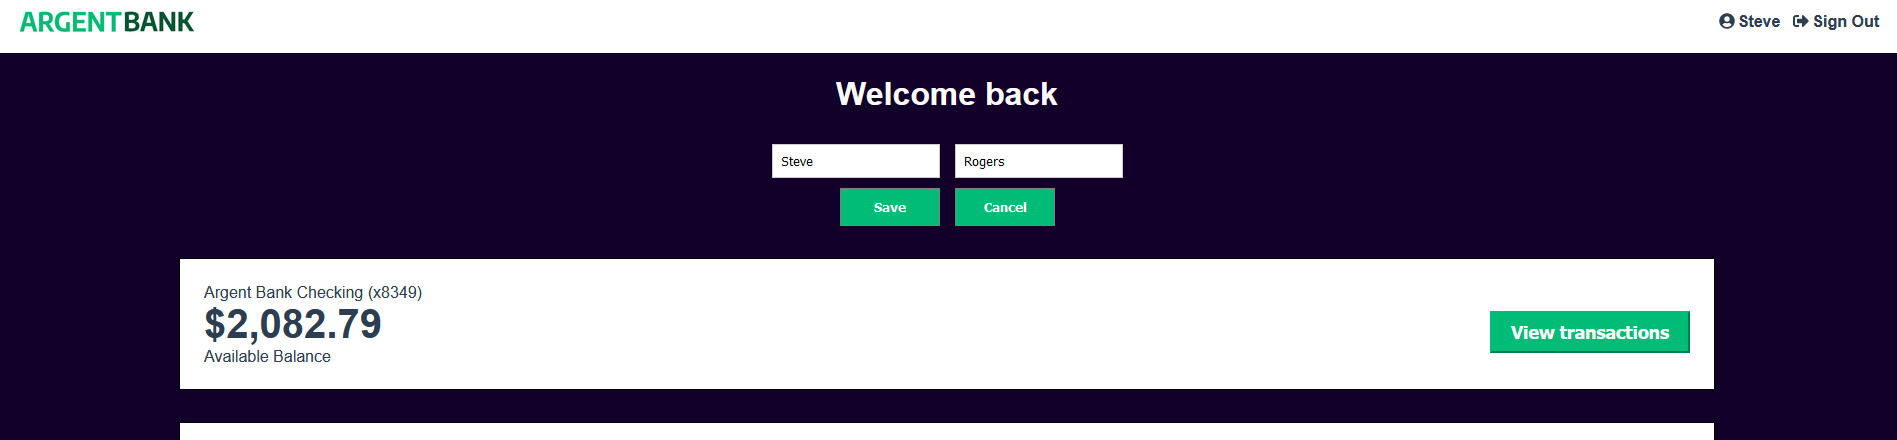 ARGENTBANK
Steve Sign Out
Welcome back
Steve Rogers
Save Cancel
Argent Bank Checking (x8349)
$2,082.79
Available Balance
View transactions